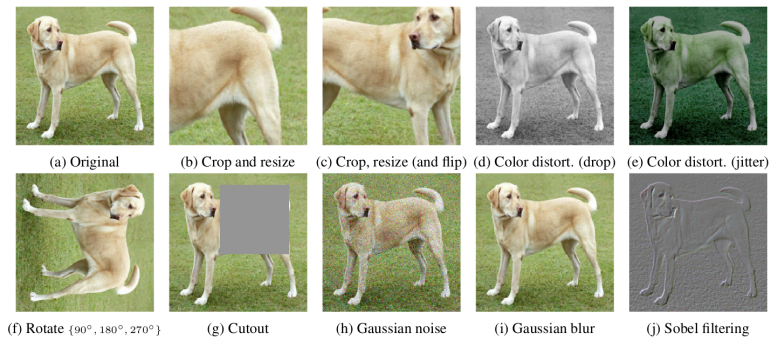 (a) Original
(b) Crop and resize
(c) Crop, resize (and flip)
(d) Color distort. (drop)
(e) Color distort. (jitter)
(f) Rotate {90°, 180°, 270°}
(g) Cutout
(h) Gaussian noise
(i) Gaussian blur
(j) Sobel filtering